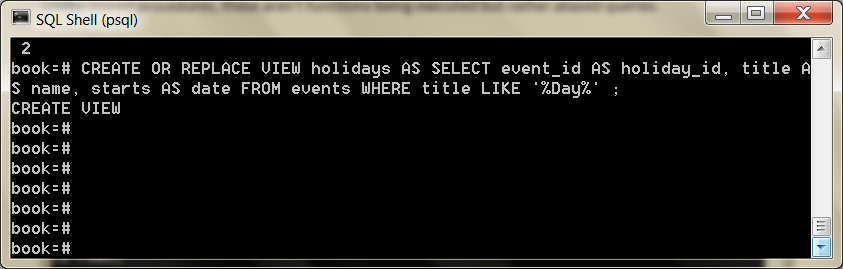 SQL Shell (psql)
2
book=# CREATE OR REPLACE VIEW holidays AS SELECT event_id AS holiday_id, title A
S name, starts AS date FROM events WHERE title LIKE '%Day%' ;
CREATE VIEW
book=#
book=#
book=#
book=#
book=#
book=#
book=#